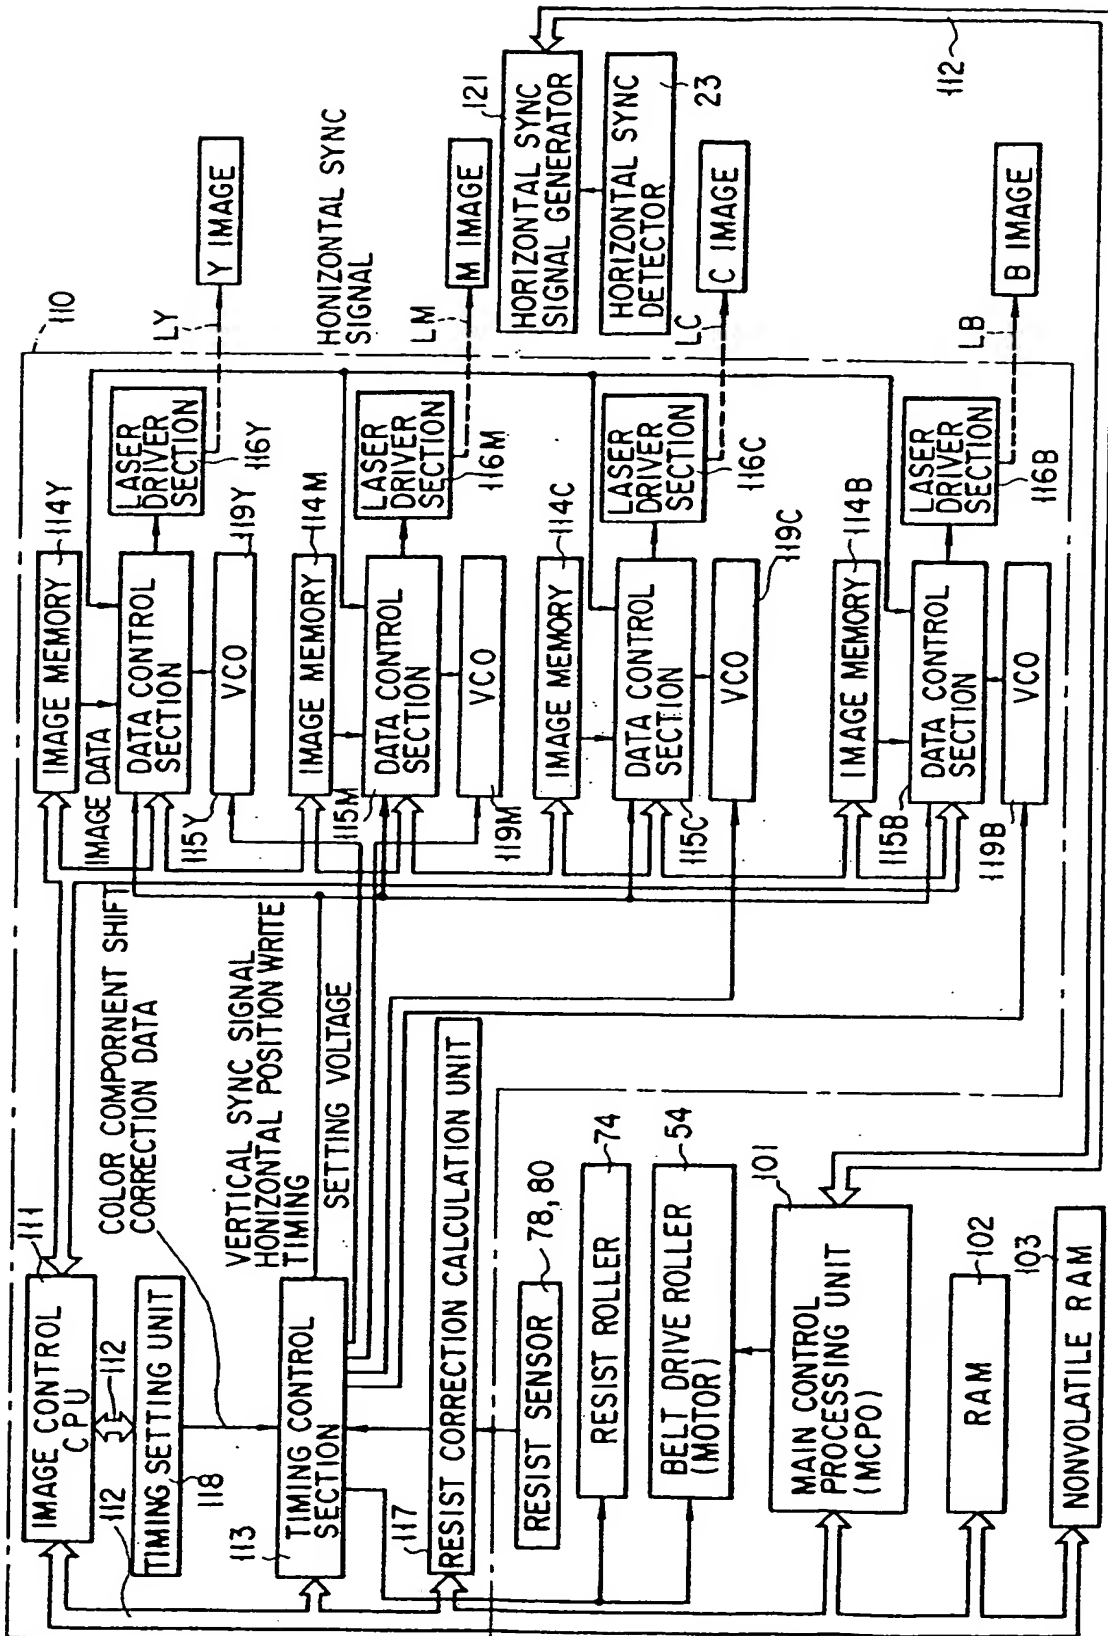 110
111
IMAGE CONTROL
CPU
112
112
TIMING SETTING UNIT
118
COLOR COMPORNENT SHIFT
CORRECTION DATA
113
TIMING CONTROL
SECTION
VERTICAL SYNC SIGNAL
HONIZONTAL POSITION WRITE
TIMING
SETTING VOLTAGE
117
RESIST CORRECTION CALCULATION UNIT
RESIST SENSOR
78, 80
RESIST ROLLER
74
BELT DRIVE ROLLER
(MOTOR)
54
MAIN CONTROL
PROCESSING UNIT
(MCPO)
101
RAM
102
NONVOLATILE RAM
103
IMAGE MEMORY
114Y
IMAGE DATA
DATA CONTROL
SECTION
115Y
VCO
119Y
LASER
DRIVER
SECTION
116Y
LY
Y IMAGE
HONIZONTAL SYNC
SIGNAL
IMAGE MEMORY
114M
DATA CONTROL
SECTION
115M
VCO
119M
LASER
DRIVER
SECTION
116M
LM
M IMAGE
IMAGE MEMORY
114C
DATA CONTROL
SECTION
115C
VCO
119C
LASER
DRIVER
SECTION
116C
LC
C IMAGE
IMAGE MEMORY
114B
DATA CONTROL
SECTION
115B
VCO
119B
LASER
DRIVER
SECTION
116B
LB
B IMAGE
121
HORIZONTAL SYNC
SIGNAL GENERATOR
HORIZONTAL SYNC
DETECTOR
23
112